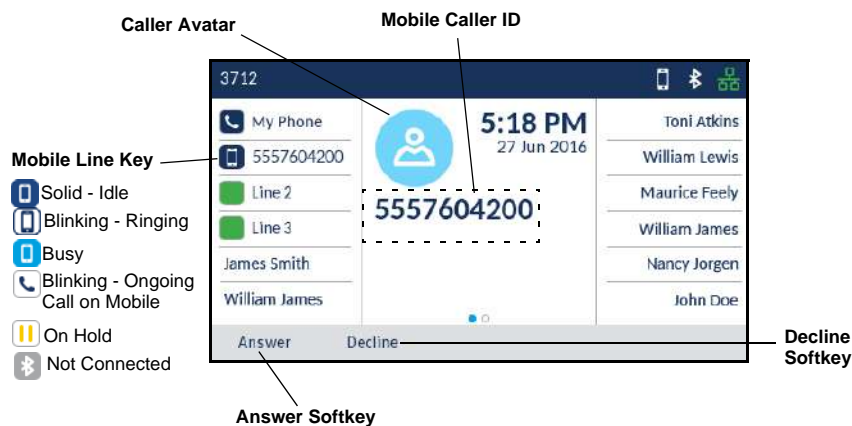 Caller Avatar
Mobile Caller ID
3712
My Phone
5:18 PM
Toni Atkins
27 Jun 2016
Mobile Line Key
5557604200
William Lewis
Solid - Idle
Line 2
Maurice Feely
5557604200
Blinking - Ringing
Line 3
William James
Busy
James Smith
Nancy Jorgen
Blinking - Ongoing
Call on Mobile
William James
John Doe
On Hold
Answer
Decline
Decline
Softkey
Not Connected
Answer Softkey